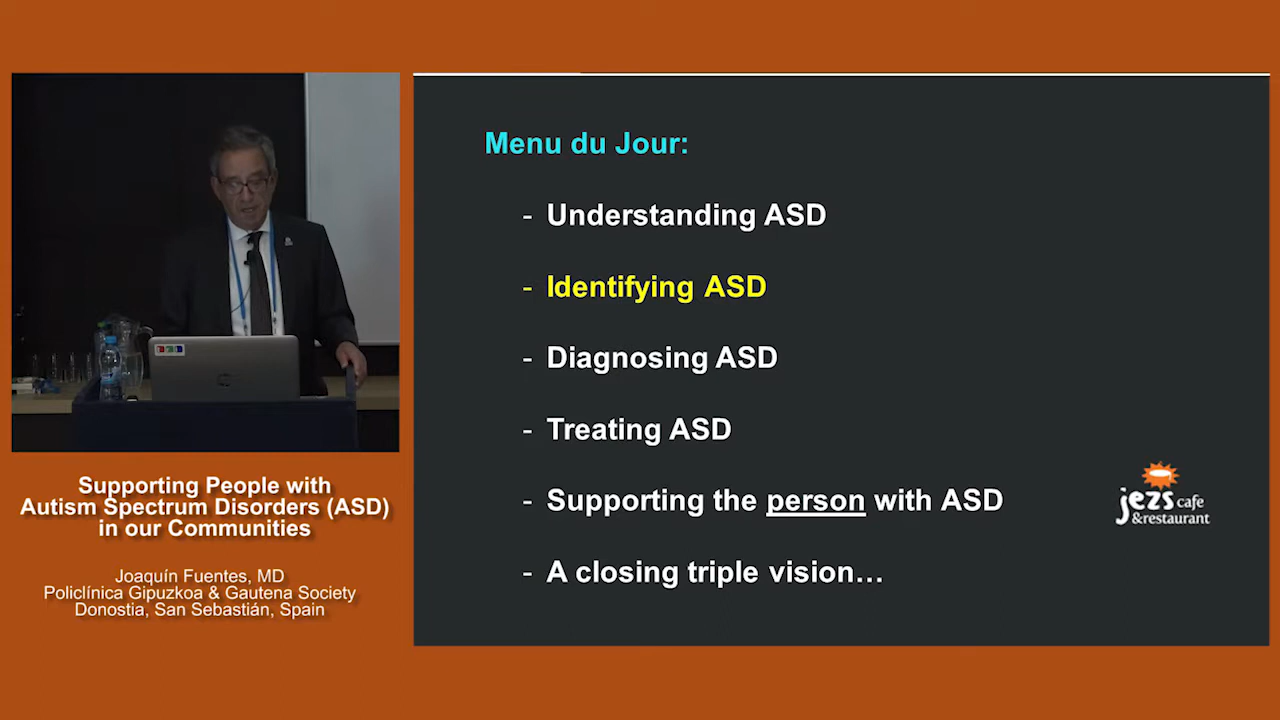 Menu du Jour:
- Understanding ASD
- Identifying ASD
- Diagnosing ASD
- Treating ASD
- Supporting the person with ASD
- A closing triple vision…
jezs cafe
&restaurant
Supporting People with
Autism Spectrum Disorders (ASD)
in our Communities
Joaquín Fuentes, MD
Policlínica Gipuzkoa & Gautena Society
Donostia, San Sebastián, Spain